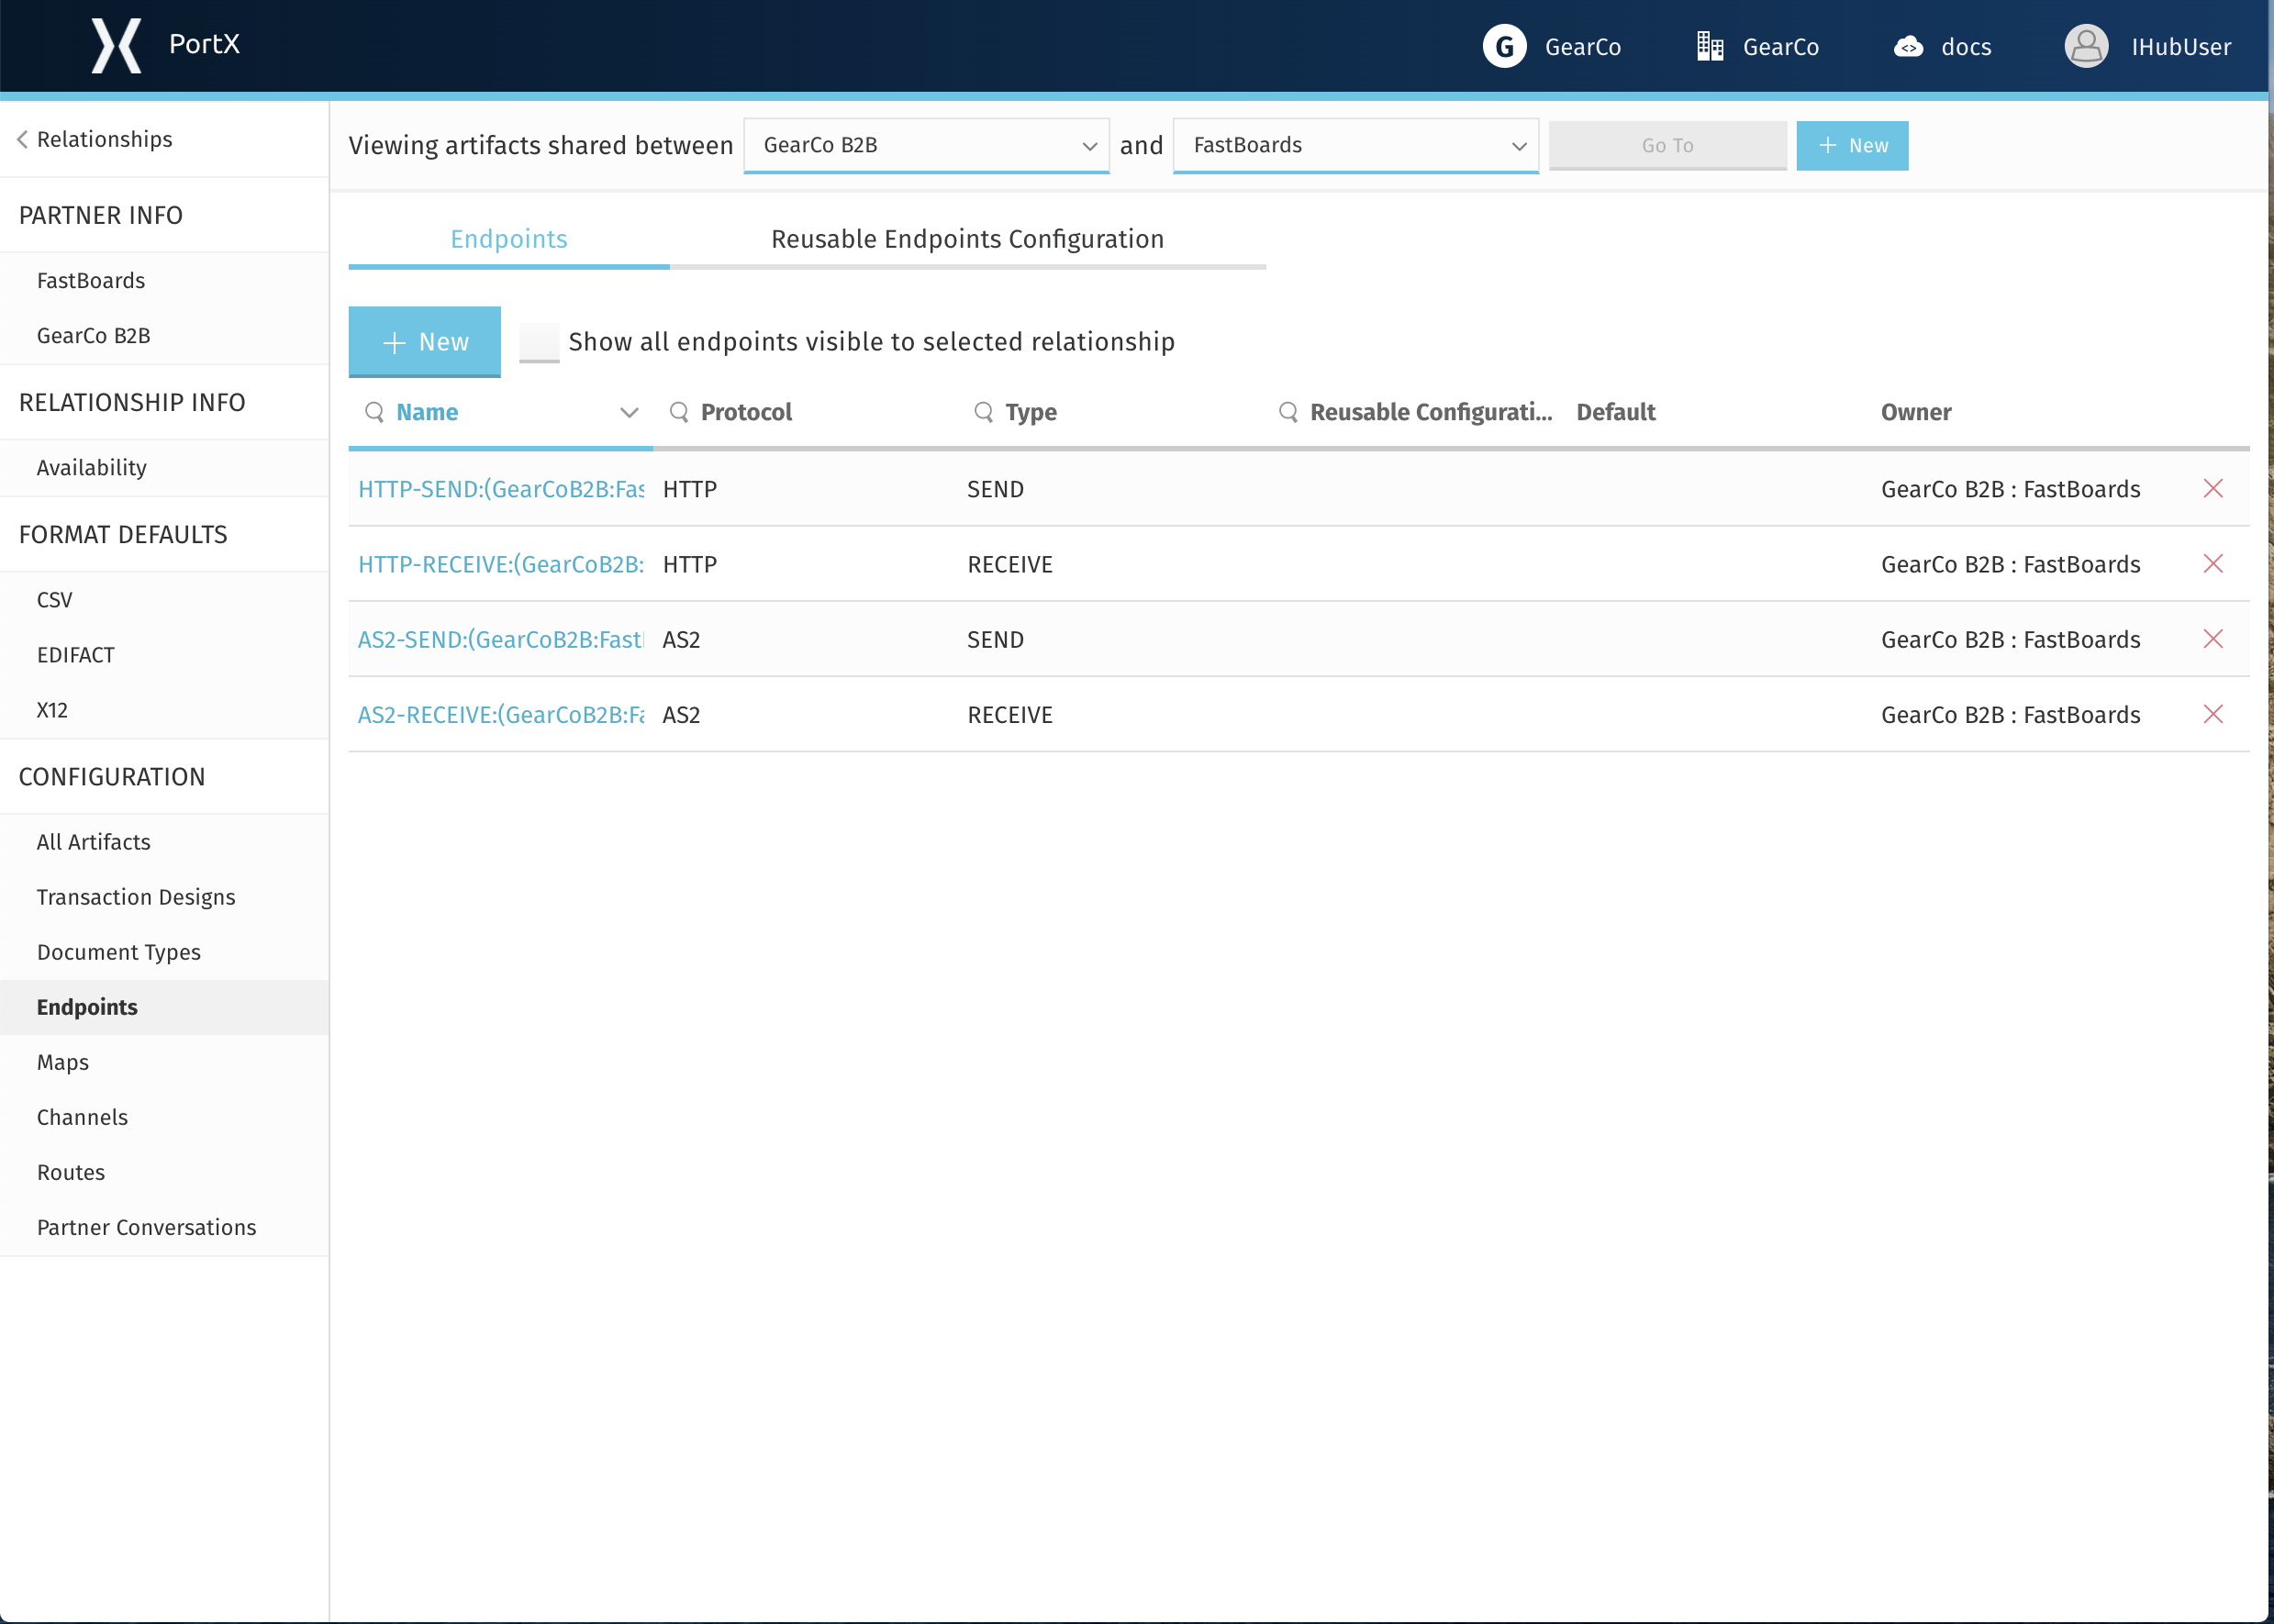 PortX
G GearCo
GearCo
docs
IHubUser
Relationships
PARTNER INFO
FastBoards
GearCo B2B
RELATIONSHIP INFO
Availability
FORMAT DEFAULTS
CSV
EDIFACT
X12
CONFIGURATION
All Artifacts
Transaction Designs
Document Types
Endpoints
Maps
Channels
Routes
Partner Conversations
Viewing artifacts shared between GearCo B2B and FastBoards Go To + New
Endpoints Reusable Endpoints Configuration
+ New Show all endpoints visible to selected relationship
Name Protocol Type Reusable Configurati... Default Owner
HTTP-SEND:(GearCoB2B:Fas HTTP SEND GearCo B2B : FastBoards
HTTP-RECEIVE:(GearCoB2B: HTTP RECEIVE GearCo B2B : FastBoards
AS2-SEND:(GearCoB2B:Fast AS2 SEND GearCo B2B : FastBoards
AS2-RECEIVE:(GearCoB2B:Fa AS2 RECEIVE GearCo B2B : FastBoards